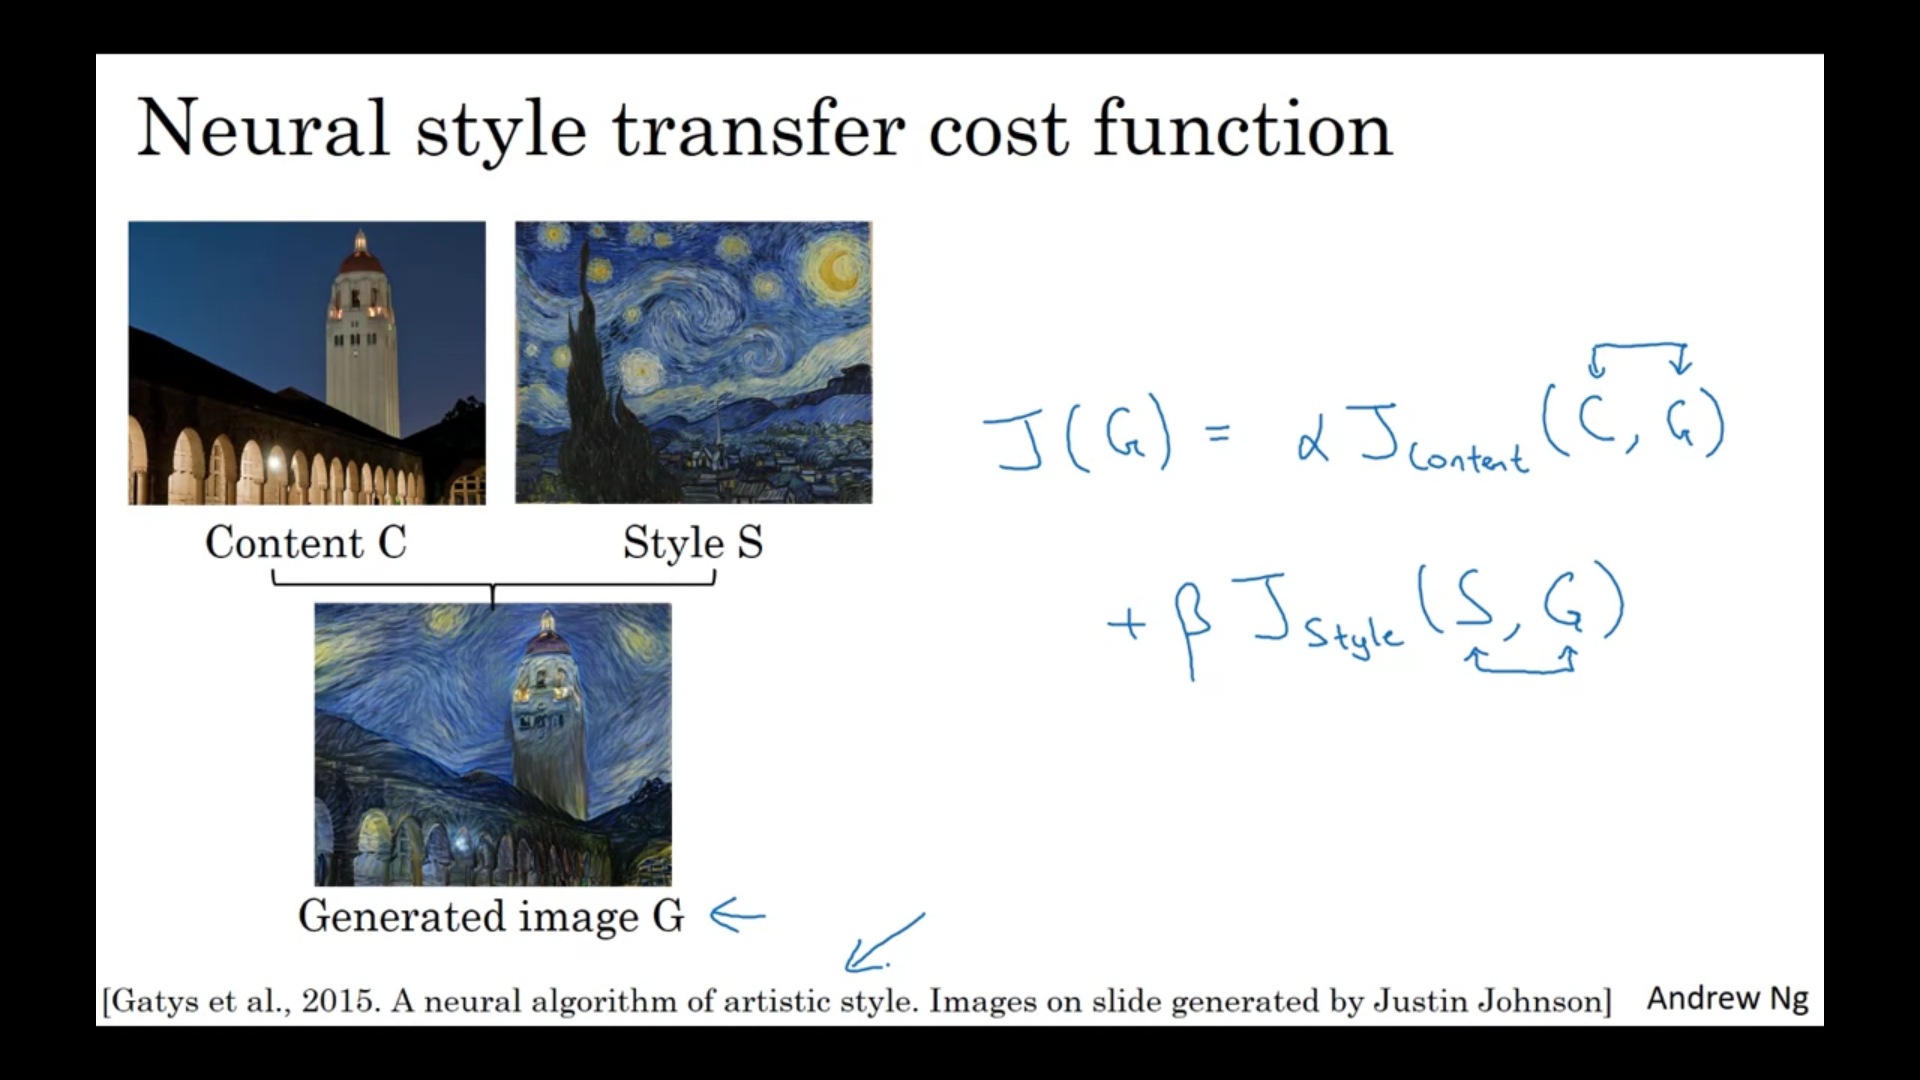 Neural style transfer cost function
Content C
Style S
Generated image G
J(G) = α J_Content (C, G)
+ β J_Style (S, G)
[Gatys et al., 2015. A neural algorithm of artistic style. Images on slide generated by Justin Johnson]
Andrew Ng